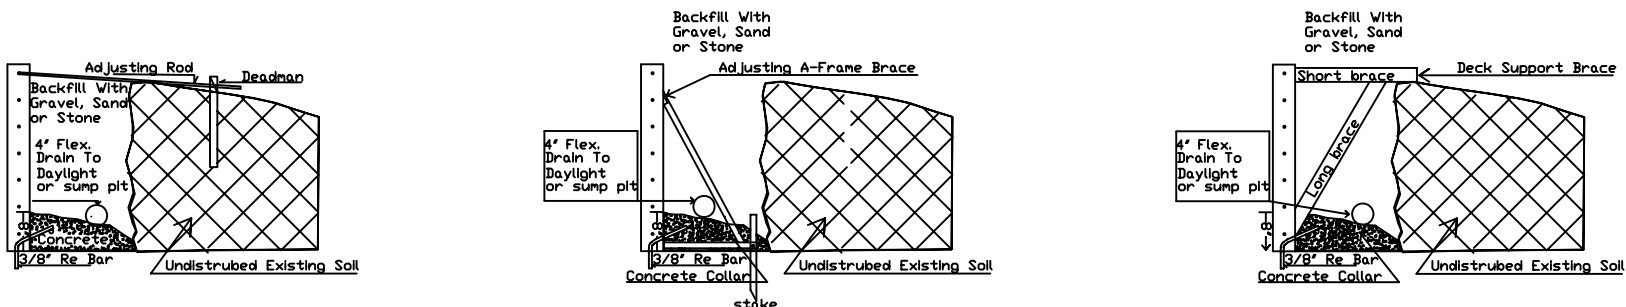 Adjusting Rod
Deadman
Backfill With
Gravel, Sand
or Stone
4" Flex.
Drain To
Daylight
or sump pit
8"
Concrete
3/8" Re Bar
Undistrubed Existing Soil
Backfill With
Gravel, Sand
or Stone
Adjusting A-Frame Brace
4" Flex.
Drain To
Daylight
or sump pit
8"
3/8" Re Bar
Concrete Collar
Undistrubed Existing Soil
stake
Backfill With
Gravel, Sand
or Stone
Short brace
Deck Support Brace
Long brace
4" Flex.
Drain To
Daylight
or sump pit
8"
3/8" Re Bar
Concrete Collar
Undistrubed Existing Soil